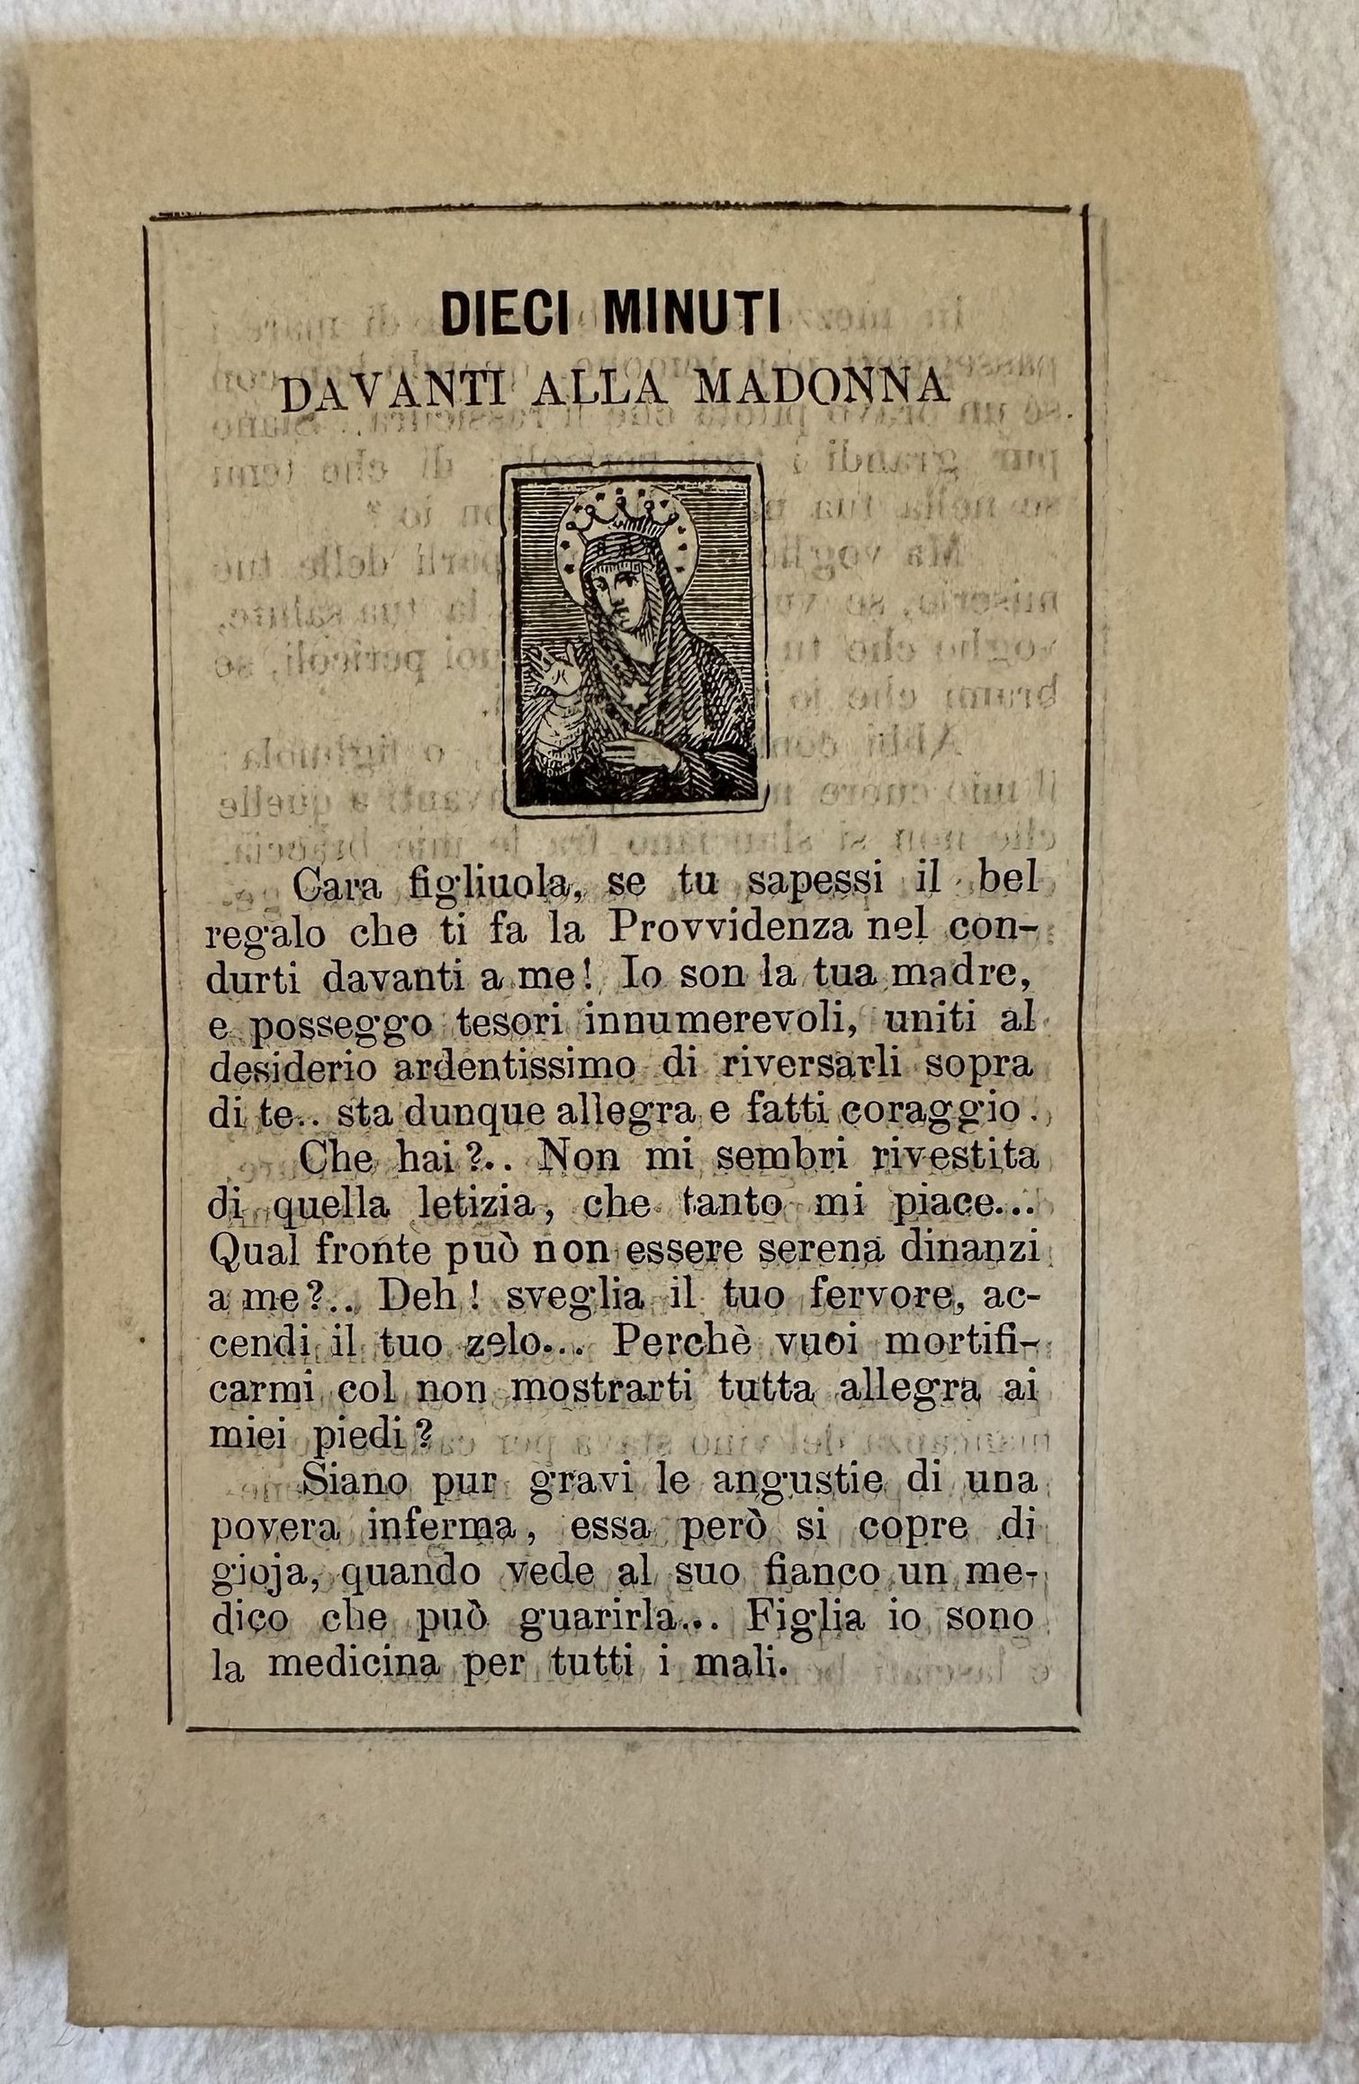 DIECI MINUTI
DAVANTI ALLA MADONNA
Cara figliuola, se tu sapessi il bel
regalo che ti fa la Provvidenza nel con-
durti davanti a me! Io son la tua madre,
e posseggo tesori innumerevoli, uniti al
desiderio ardentissimo di riversarli sopra
di te.. sta dunque allegra e fatti coraggio.
Che hai?.. Non mi sembri rivestita
di quella letizia, che tanto mi piace...
Qual fronte può non essere serena dinanzi
a me?.. Deh! sveglia il tuo fervore, ac-
cendi il tuo zelo... Perchè vuoi mortifi-
carmi col non mostrarti tutta allegra ai
miei piedi?
Siano pur gravi le angustie di una
povera inferma, essa però si copre di
gioja, quando vede al suo fianco un me-
dico che può guarirla... Figlia io sono
la medicina per tutti i mali.